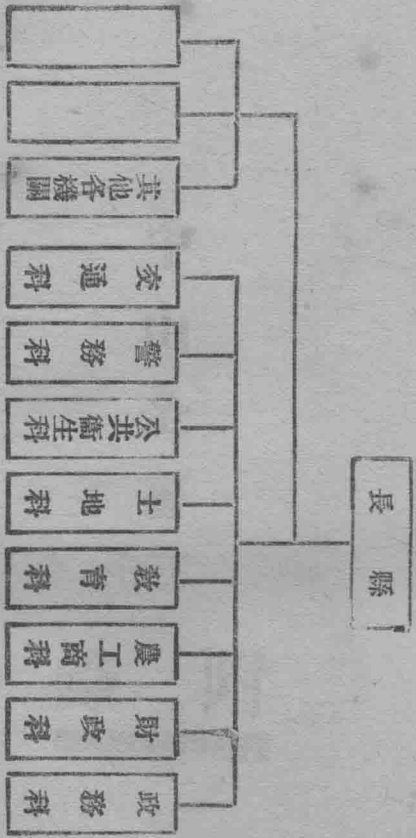 縣長
政務科
財政科
農工商科
教育科
土地科
公共衛生科
警務科
交通科
其他各機關